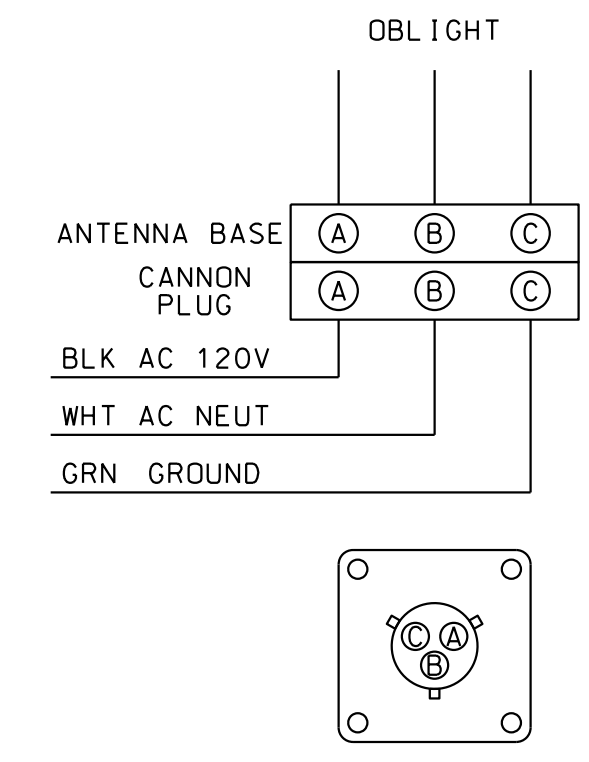 OBLIGHT
ANTENNA BASE A B C
CANNON PLUG A B C
BLK AC 120V
WHT AC NEUT
GRN GROUND
C A
B